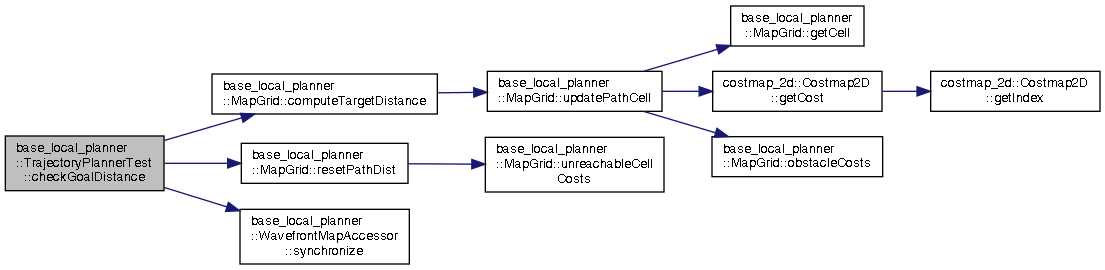 base_local_planner
::TrajectoryPlannerTest
::checkGoalDistance
base_local_planner
::MapGrid::computeTargetDistance
base_local_planner
::MapGrid::updatePathCell
base_local_planner
::MapGrid::getCell
costmap_2d::Costmap2D
::getCost
costmap_2d::Costmap2D
::getIndex
base_local_planner
::MapGrid::obstacleCosts
base_local_planner
::MapGrid::resetPathDist
base_local_planner
::MapGrid::unreachableCell
Costs
base_local_planner
::WavefrontMapAccessor
::synchronize